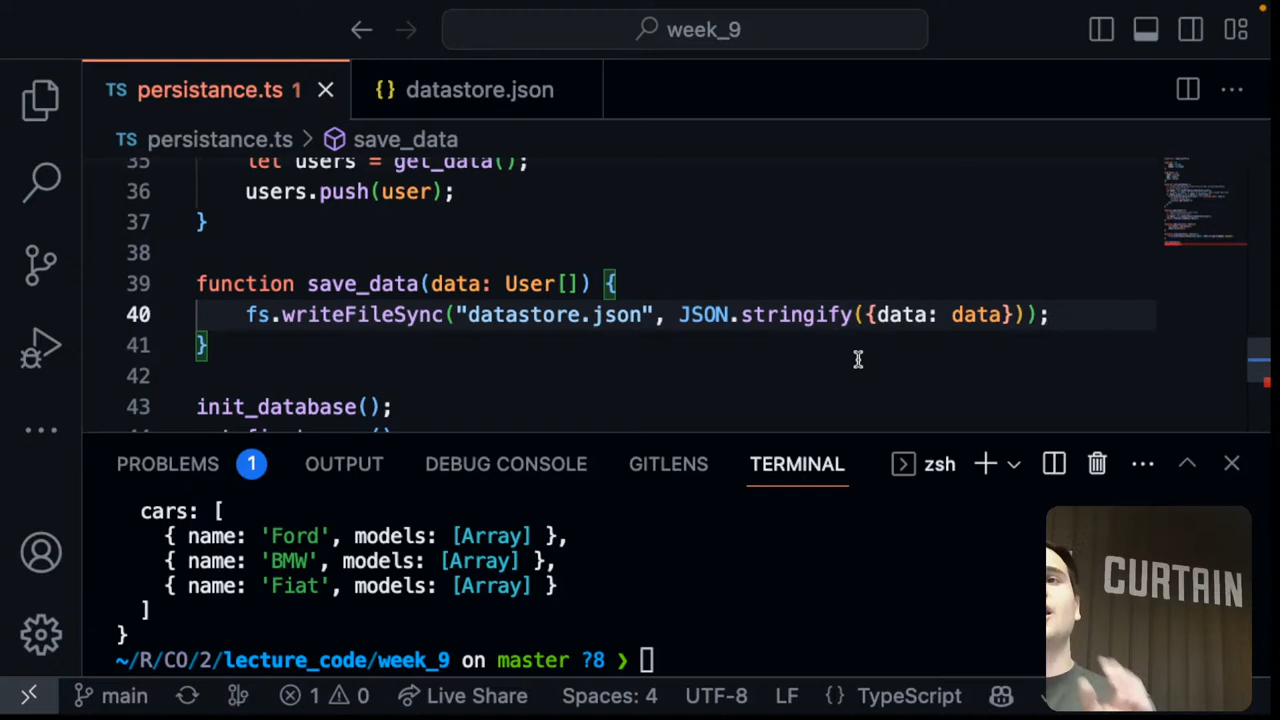 week_9
TS persistance.ts 1
{} datastore.json
TS persistance.ts > save_data
35 let users = get_data();
36 users.push(user);
37 }
38
39 function save_data(data: User[]) {
40 fs.writeFileSync("datastore.json", JSON.stringify({data: data}));
41 }
42
43 init_database();
PROBLEMS 1 OUTPUT DEBUG CONSOLE GITLENS TERMINAL zsh
cars: [
{ name: 'Ford', models: [Array] },
{ name: 'BMW', models: [Array] },
{ name: 'Fiat', models: [Array] }
]
}
~/R/CO/2/lecture_code/week_9 on master ?8 ❯
CURTAIN
main 1 0 Live Share Spaces: 4 UTF-8 LF {} TypeScript